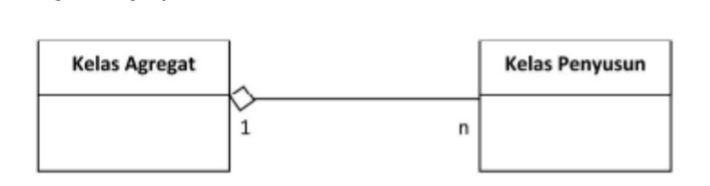 Kelas Agregat
Kelas Penyusun
1
n